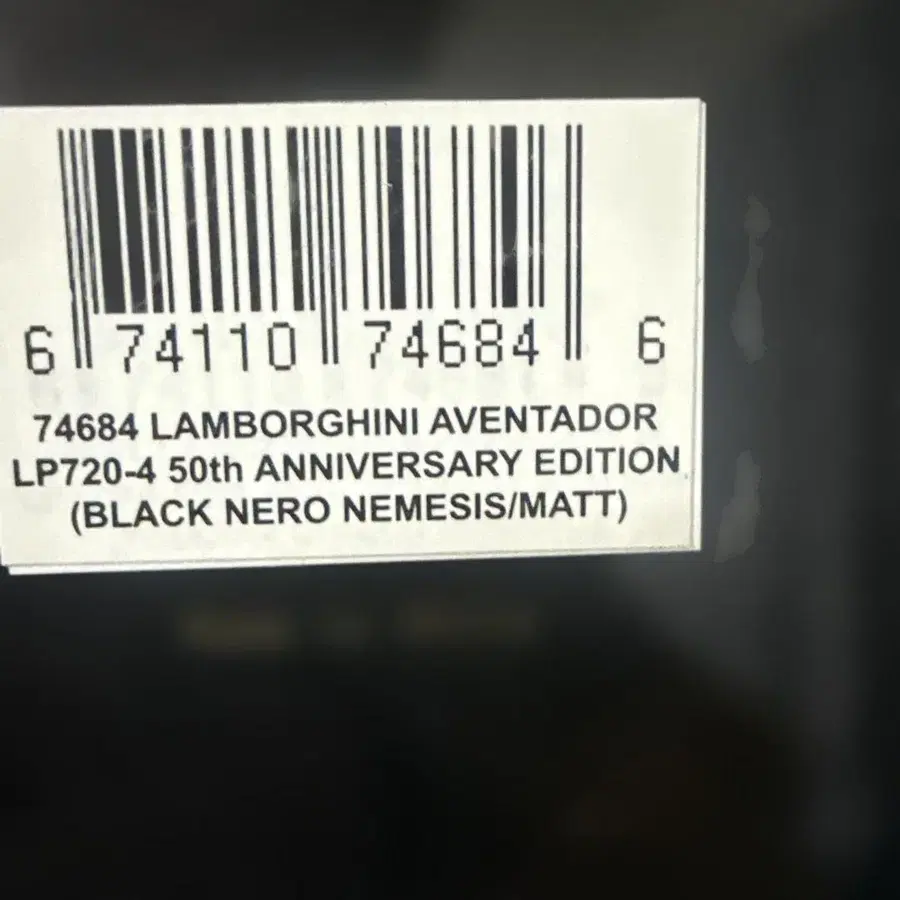 6 74110 74684 6
74684 LAMBORGHINI AVENTADOR
LP720-4 50th ANNIVERSARY EDITION
(BLACK NERO NEMESIS/MATT)